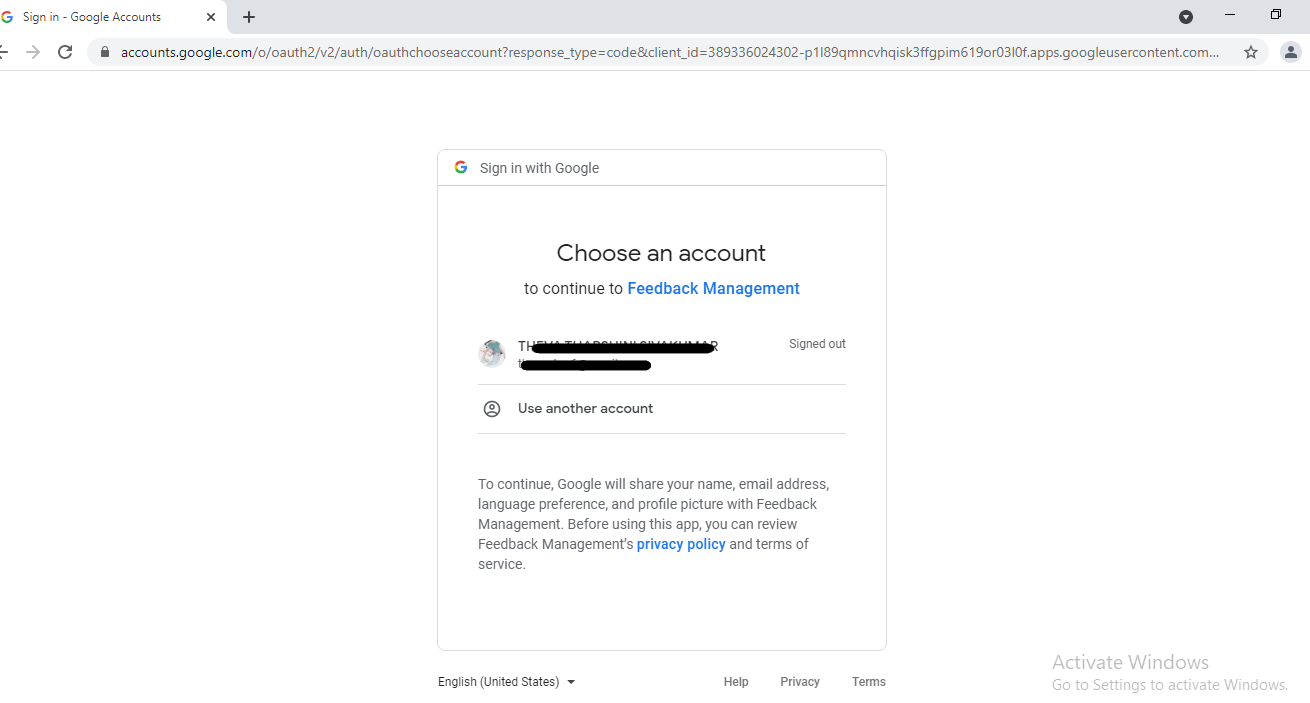 Sign in - Google Accounts
accounts.google.com/o/oauth2/v2/auth/oauthchooseaccount?response_type=code&client_id=389336024302-p1l89qmncvhqisk3ffgpim619or03l0f.apps.googleusercontent.com...
Sign in with Google
Choose an account
to continue to Feedback Management
Signed out
Use another account
To continue, Google will share your name, email address,
language preference, and profile picture with Feedback
Management. Before using this app, you can review
Feedback Management's privacy policy and terms of
service.
English (United States)
Help Privacy Terms
Activate Windows
Go to Settings to activate Windows.